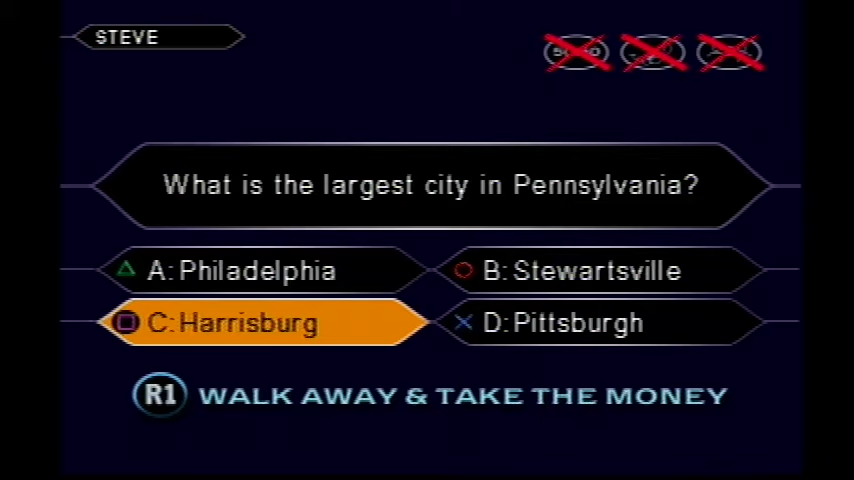 STEVE
What is the largest city in Pennsylvania?
A: Philadelphia
B: Stewartsville
C: Harrisburg
D: Pittsburgh
R1 WALK AWAY & TAKE THE MONEY